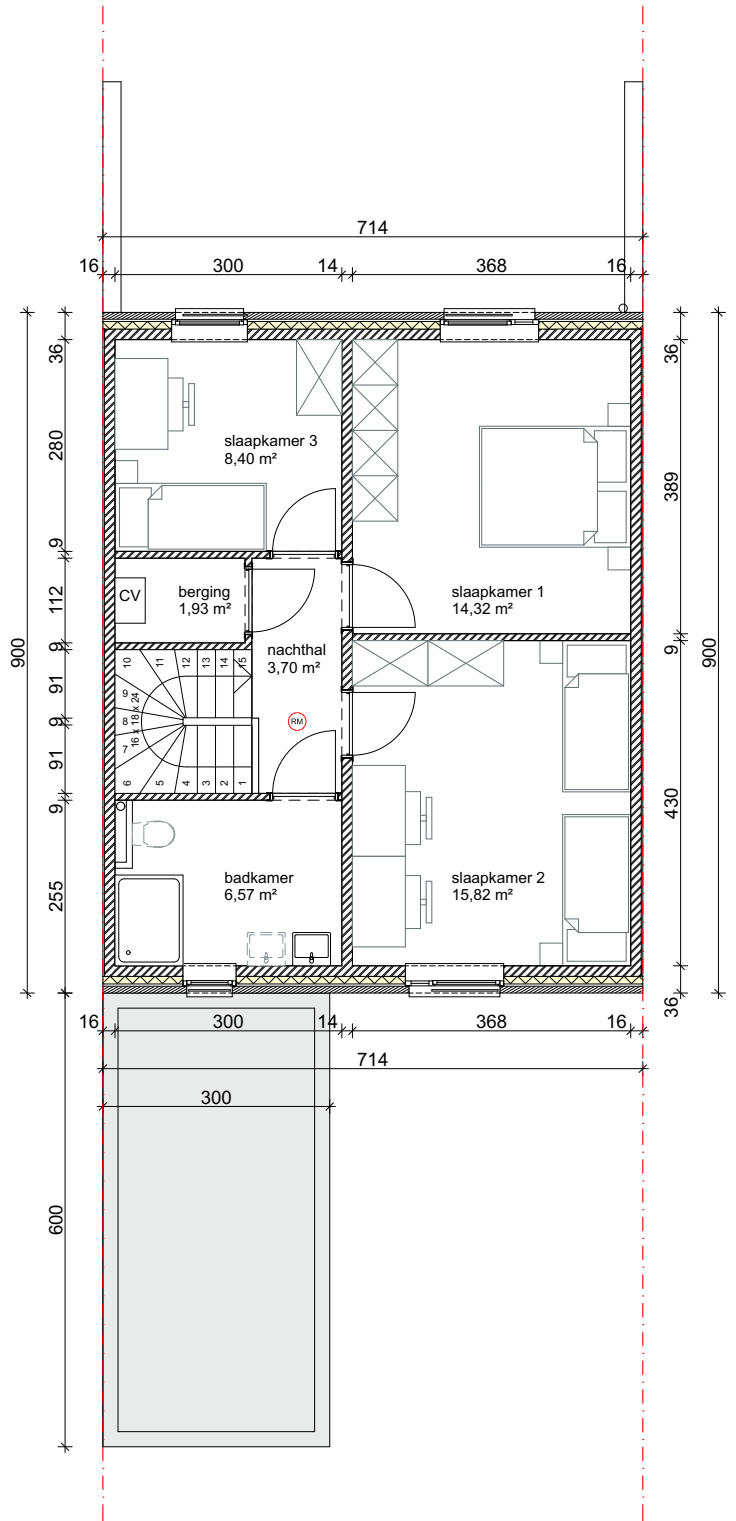 714
16 300 14 368 16
36
280
9
112
9
91
9
91
9
255
900
36
389
9
430
36
900
slaapkamer 3
8,40 m²
CV
berging
1,93 m²
slaapkamer 1
14,32 m²
nachthal
3,70 m²
10 11 12 13 14 15
9
8
7
6 5 4 3 2 1
16 x 18 x 24
RM
badkamer
6,57 m²
slaapkamer 2
15,82 m²
16 300 14 368 16
714
300
600